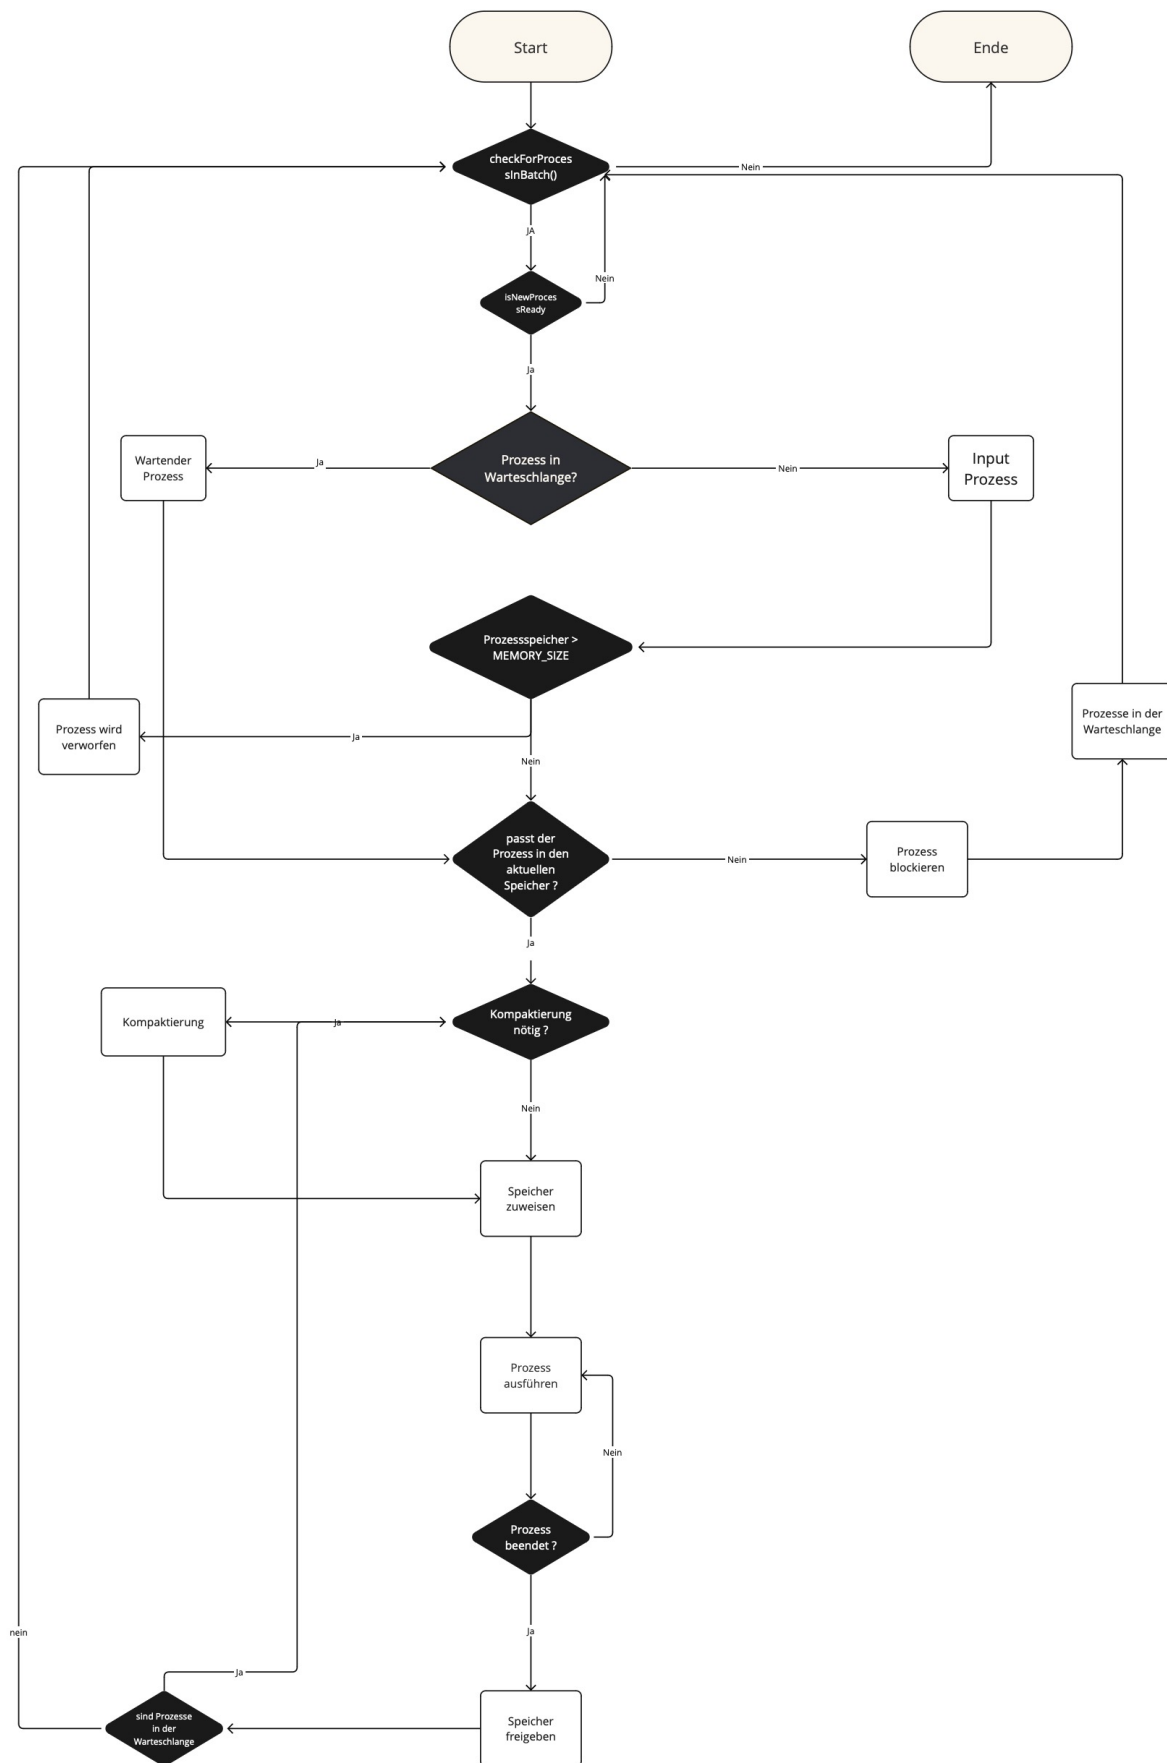 Start
Ende
checkForProces
sInBatch()
Nein
JA
isNewProces
sReady
Nein
Ja
Wartender
Prozess
Ja
Prozess in
Warteschlange?
Nein
Input
Prozess
Prozessspeicher >
MEMORY_SIZE
Prozess wird
verworfen
Ja
Nein
Prozesse in der
Warteschlange
passt der
Prozess in den
aktuellen
Speicher ?
Nein
Prozess
blockieren
Ja
Kompaktierung
Ja
Kompaktierung
nötig ?
Nein
Speicher
zuweisen
Prozess
ausführen
Nein
Prozess
beendet ?
Ja
nein
Ja
sind Prozesse
in der
Warteschlange
Speicher
freigeben